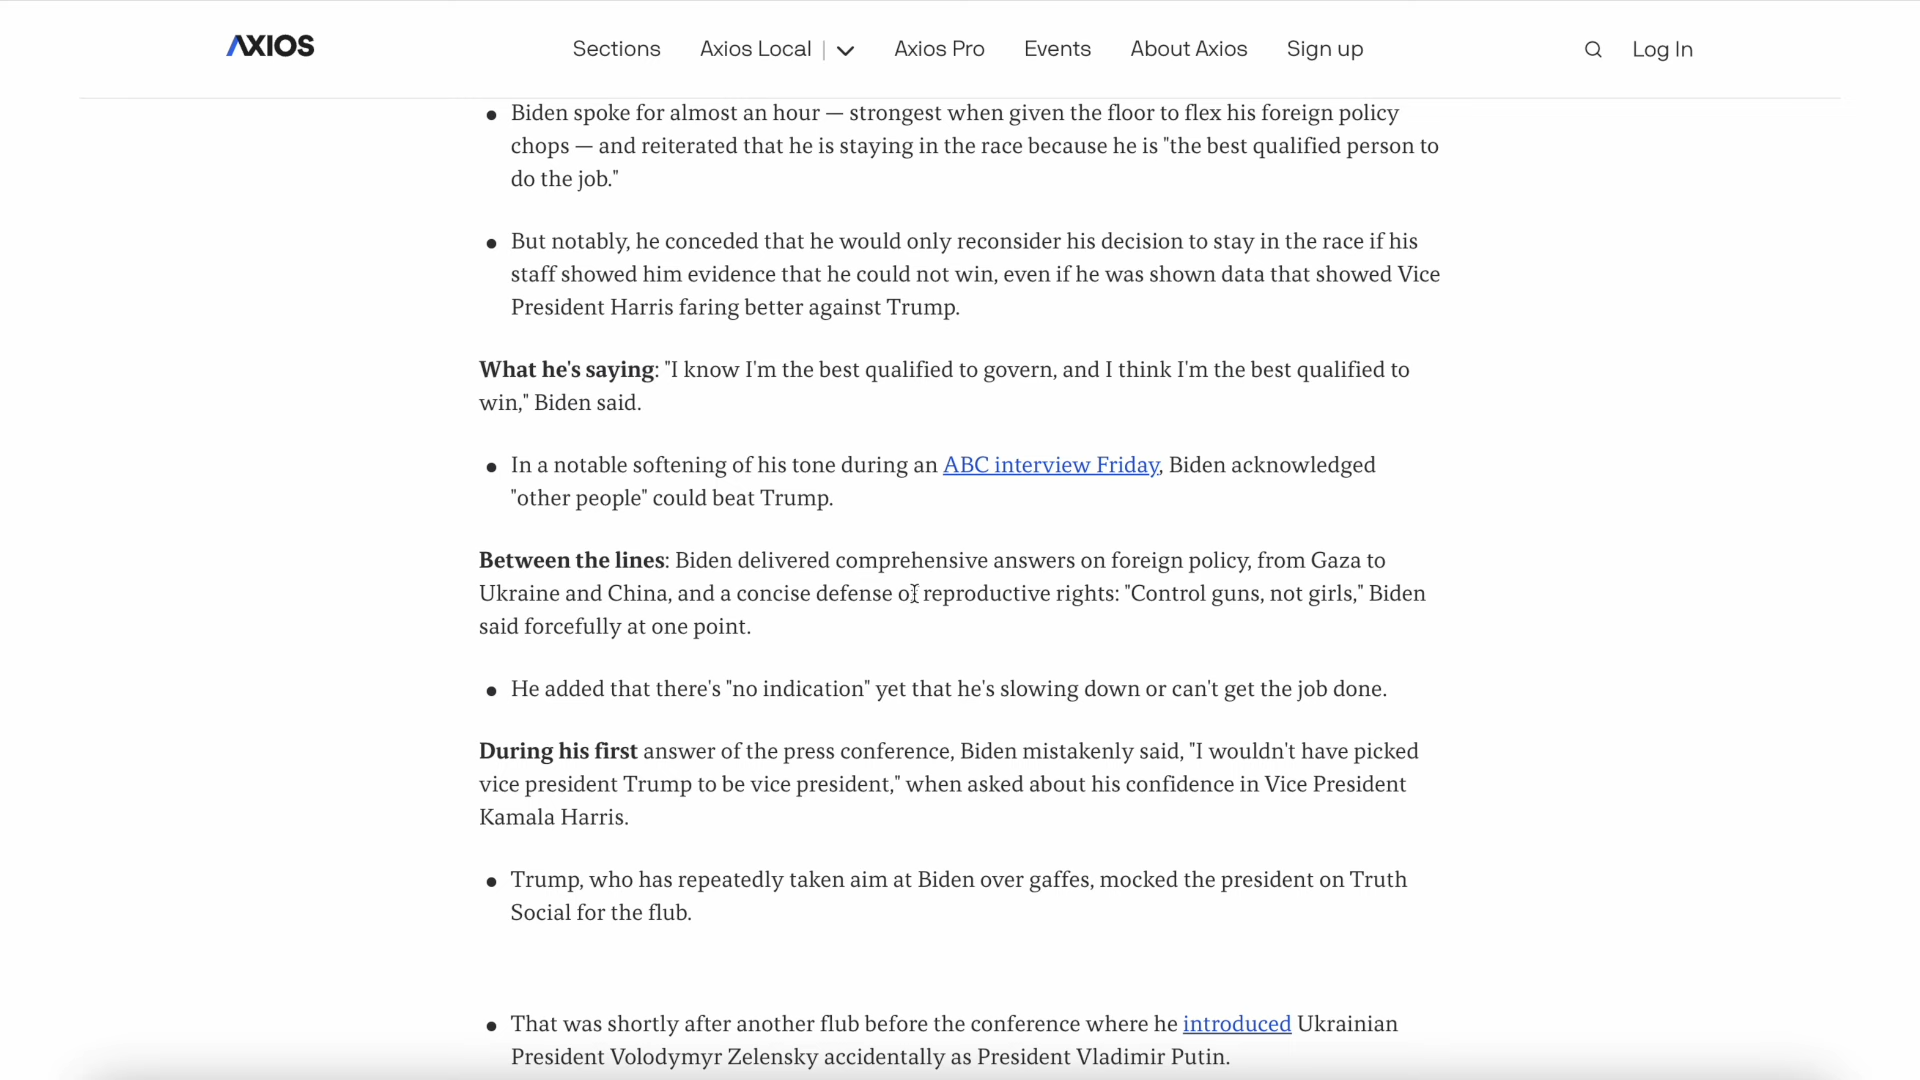 AXIOS
Sections Axios Local | Axios Pro Events About Axios Sign up Log In
• Biden spoke for almost an hour — strongest when given the floor to flex his foreign policy
chops — and reiterated that he is staying in the race because he is "the best qualified person to
do the job."
• But notably, he conceded that he would only reconsider his decision to stay in the race if his
staff showed him evidence that he could not win, even if he was shown data that showed Vice
President Harris faring better against Trump.
What he's saying: "I know I'm the best qualified to govern, and I think I'm the best qualified to
win," Biden said.
• In a notable softening of his tone during an ABC interview Friday, Biden acknowledged
"other people" could beat Trump.
Between the lines: Biden delivered comprehensive answers on foreign policy, from Gaza to
Ukraine and China, and a concise defense of reproductive rights: "Control guns, not girls," Biden
said forcefully at one point.
• He added that there's "no indication" yet that he's slowing down or can't get the job done.
During his first answer of the press conference, Biden mistakenly said, "I wouldn't have picked
vice president Trump to be vice president," when asked about his confidence in Vice President
Kamala Harris.
• Trump, who has repeatedly taken aim at Biden over gaffes, mocked the president on Truth
Social for the flub.
• That was shortly after another flub before the conference where he introduced Ukrainian
President Volodymyr Zelensky accidentally as President Vladimir Putin.